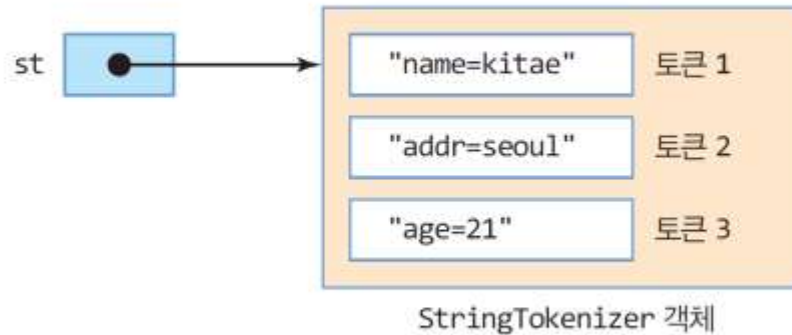 st
"name=kitae" 토큰 1
"addr=seoul" 토큰 2
"age=21" 토큰 3
StringTokenizer 객체